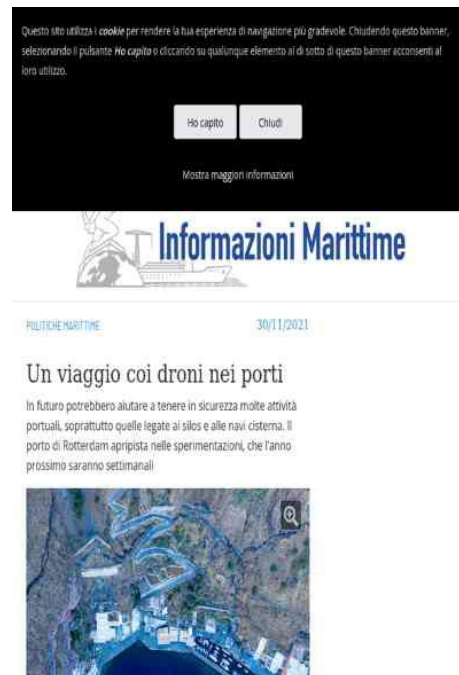 Questo sito utilizza i cookie per rendere la tua esperienza di navigazione più gradevole. Chiudendo questo banner,
selezionando il pulsante Ho capito o cliccando su qualunque elemento al di sotto di questo banner acconsenti al
loro utilizzo.
Ho capito
Chiudi
Mostra maggiori informazioni
Informazioni Marittime
POLITICHE MARITTIME
30/11/2021
Un viaggio coi droni nei porti
In futuro potrebbero aiutare a tenere in sicurezza molte attività
portuali, soprattutto quelle legate ai silos e alle navi cisterna. Il
porto di Rotterdam apripista nelle sperimentazioni, che l'anno
prossimo saranno settimanali